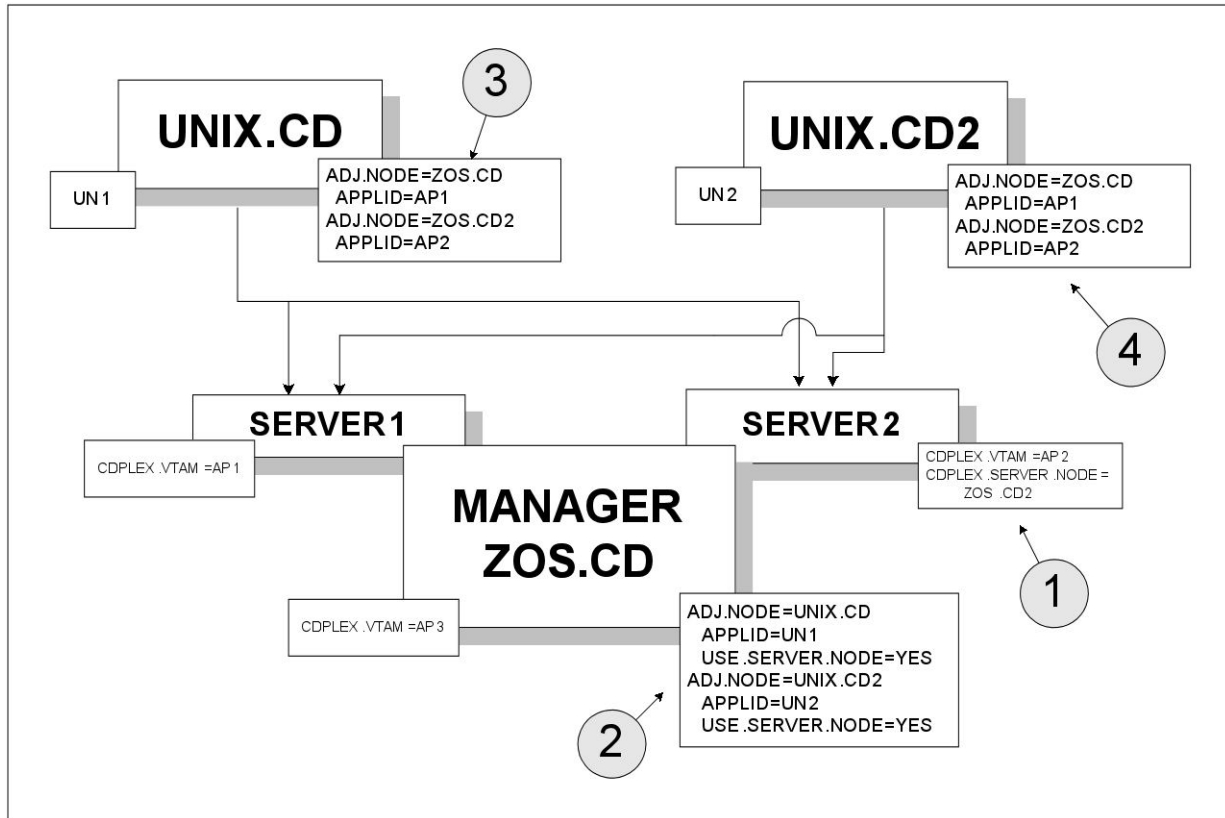 3
UNIX.CD
UN1
ADJ.NODE=ZOS.CD
APPLID=AP1
ADJ.NODE=ZOS.CD2
APPLID=AP2
UNIX.CD2
UN2
ADJ.NODE=ZOS.CD
APPLID=AP1
ADJ.NODE=ZOS.CD2
APPLID=AP2
4
SERVER1
CDPLEX.VTAM=AP1
SERVER2
CDPLEX.VTAM=AP2
CDPLEX.SERVER.NODE=
ZOS.CD2
1
MANAGER
ZOS.CD
CDPLEX.VTAM=AP3
ADJ.NODE=UNIX.CD
APPLID=UN1
USE.SERVER.NODE=YES
ADJ.NODE=UNIX.CD2
APPLID=UN2
USE.SERVER.NODE=YES
2